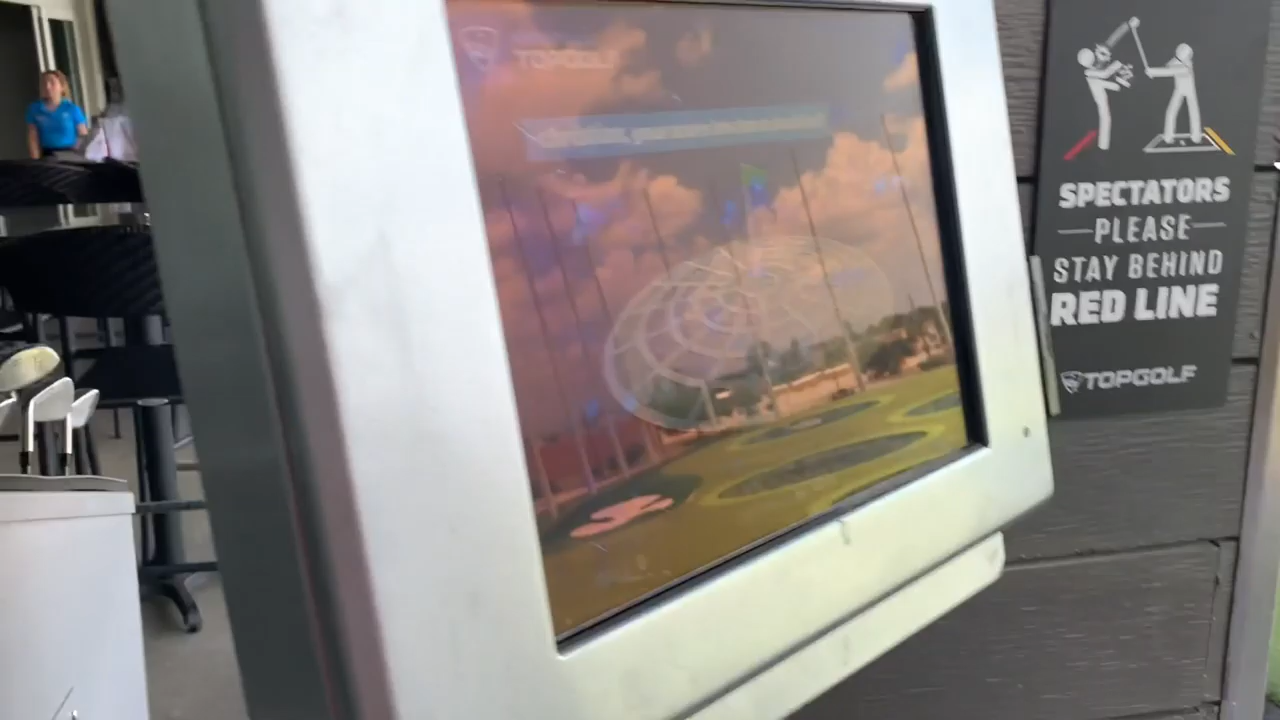 TOPGOLF
SPECTATORS
PLEASE
STAY BEHIND
RED LINE
TOPGOLF